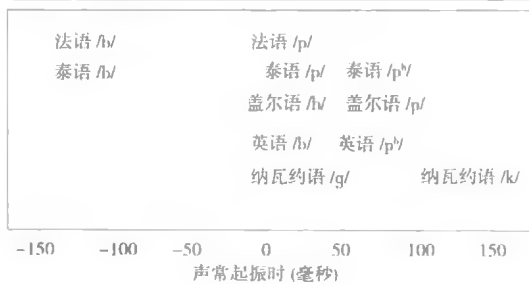 法语 /b/ 法语 /p/
泰语 /b/ 泰语 /p/ 泰语 /pʰ/
盖尔语 /b/ 盖尔语 /p/
英语 /b/ 英语 /pʰ/
纳瓦约语 /g/ 纳瓦约语 /k/
−150 −100 −50 0 50 100 150
声常起振时 (毫秒)